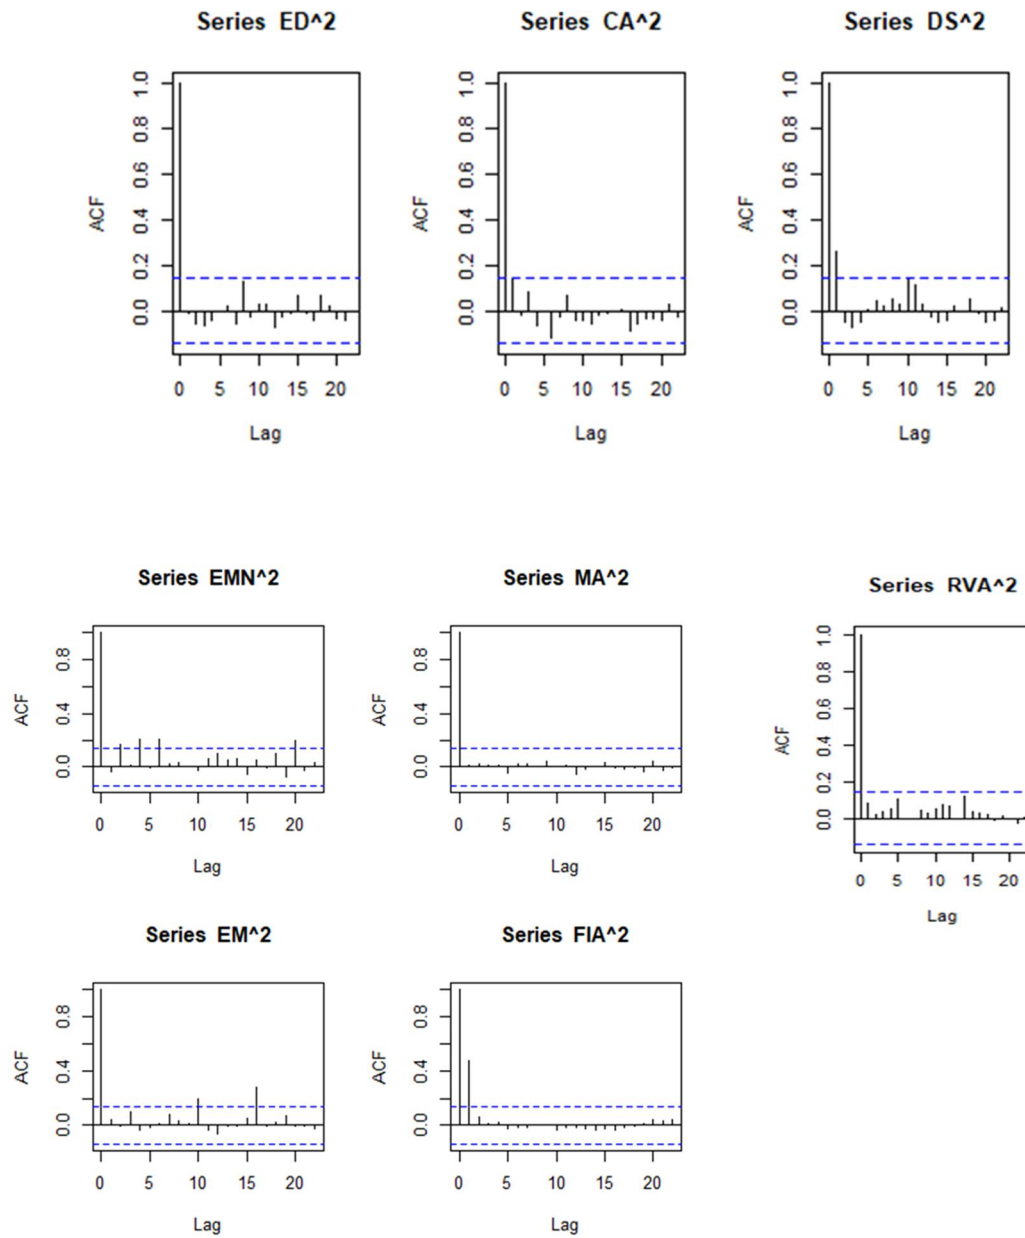 Series ED^2
ACF
0.0 0.2 0.4 0.6 0.8 1.0
0 5 10 15 20
Lag
Series CA^2
ACF
0.0 0.2 0.4 0.6 0.8 1.0
0 5 10 15 20
Lag
Series DS^2
ACF
0.0 0.2 0.4 0.6 0.8 1.0
0 5 10 15 20
Lag
Series EMN^2
ACF
0.0 0.4 0.8
0 5 10 15 20
Lag
Series MA^2
ACF
0.0 0.4 0.8
0 5 10 15 20
Lag
Series RVA^2
ACF
0.0 0.2 0.4 0.6 0.8 1.0
0 5 10 15 20
Lag
Series EM^2
ACF
0.0 0.4 0.8
0 5 10 15 20
Lag
Series FIA^2
ACF
0.0 0.4 0.8
0 5 10 15 20
Lag